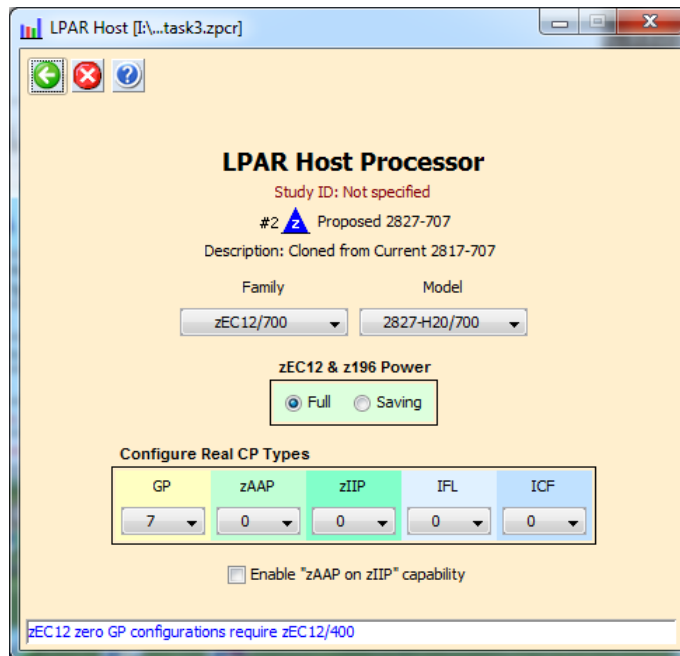 LPAR Host [I:\...task3.zpcr]
LPAR Host Processor
Study ID: Not specified
#2 z Proposed 2827-707
Description: Cloned from Current 2817-707
Family Model
zEC12/700 2827-H20/700
zEC12 & z196 Power
Full Saving
Configure Real CP Types
GP zAAP zIIP IFL ICF
7 0 0 0 0
Enable "zAAP on zIIP" capability
zEC12 zero GP configurations require zEC12/400